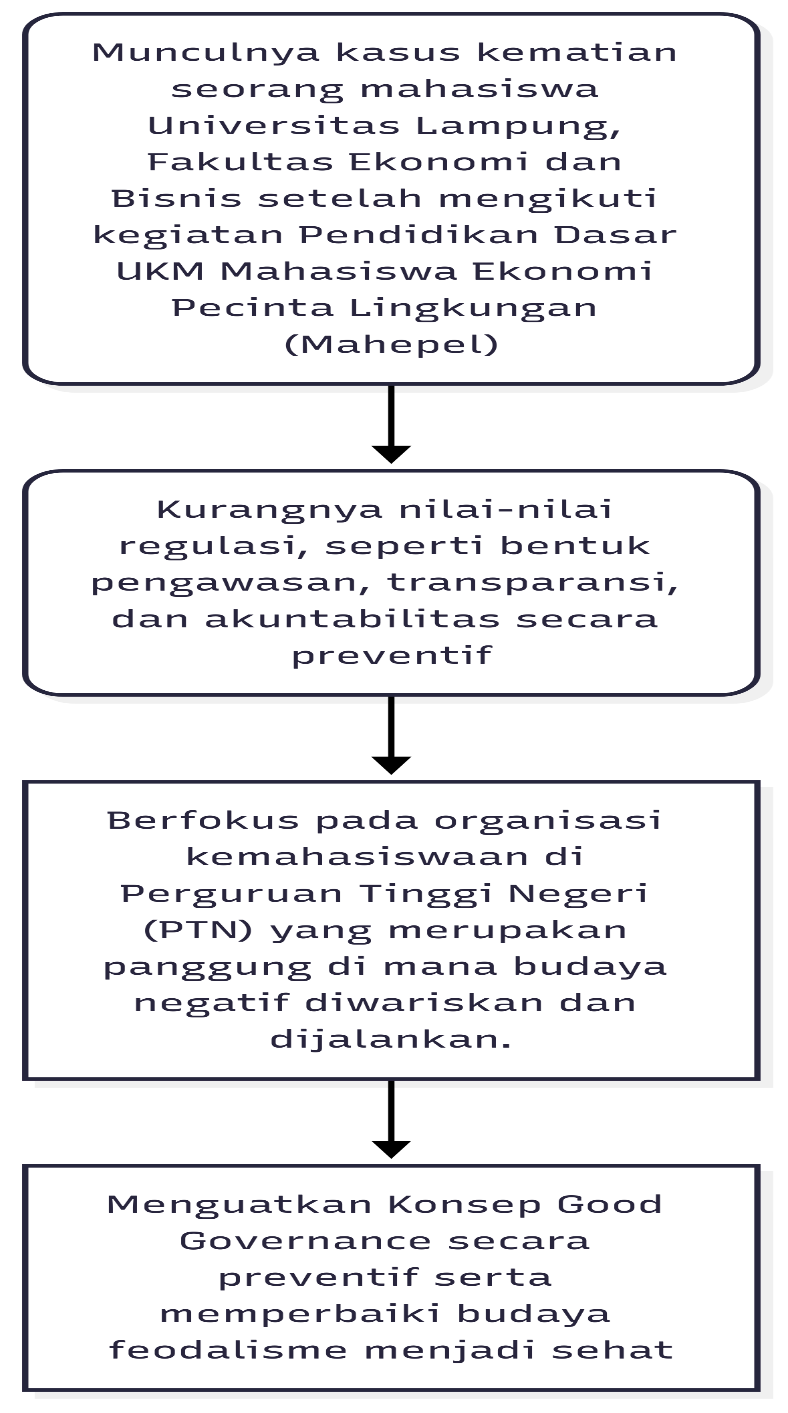 Munculnya kasus kematian
seorang mahasiswa
Universitas Lampung,
Fakultas Ekonomi dan
Bisnis setelah mengikuti
kegiatan Pendidikan Dasar
UKM Mahasiswa Ekonomi
Pecinta Lingkungan
(Mahepel)
Kurangnya nilai-nilai
regulasi, seperti bentuk
pengawasan, transparansi,
dan akuntabilitas secara
preventif
Berfokus pada organisasi
kemahasiswaan di
Perguruan Tinggi Negeri
(PTN) yang merupakan
panggung di mana budaya
negatif diwariskan dan
dijalankan.
Menguatkan Konsep Good
Governance secara
preventif serta
memperbaiki budaya
feodalisme menjadi sehat